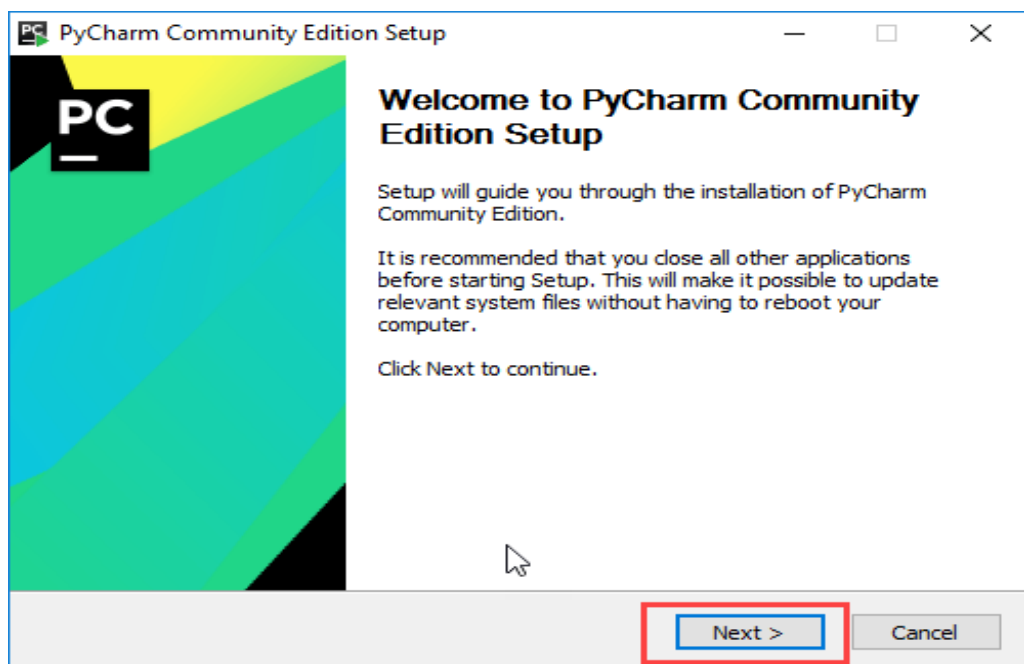 PC PyCharm Community Edition Setup
PC
Welcome to PyCharm Community
Edition Setup
Setup will guide you through the installation of PyCharm
Community Edition.
It is recommended that you close all other applications
before starting Setup. This will make it possible to update
relevant system files without having to reboot your
computer.
Click Next to continue.
Next >
Cancel